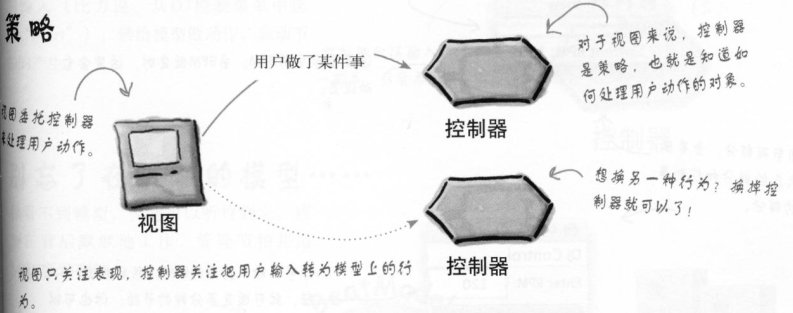 策略
用户做了某件事
对于视图来说，控制器
是策略，也就是知道如
何处理用户动作的对象。
视图委托控制器
来处理用户动作。
控制器
想换另一种行为？换掉控
制器就可以了！
视图
控制器
视图只关注表现，控制器关注把用户输入转为模型上的行
为。